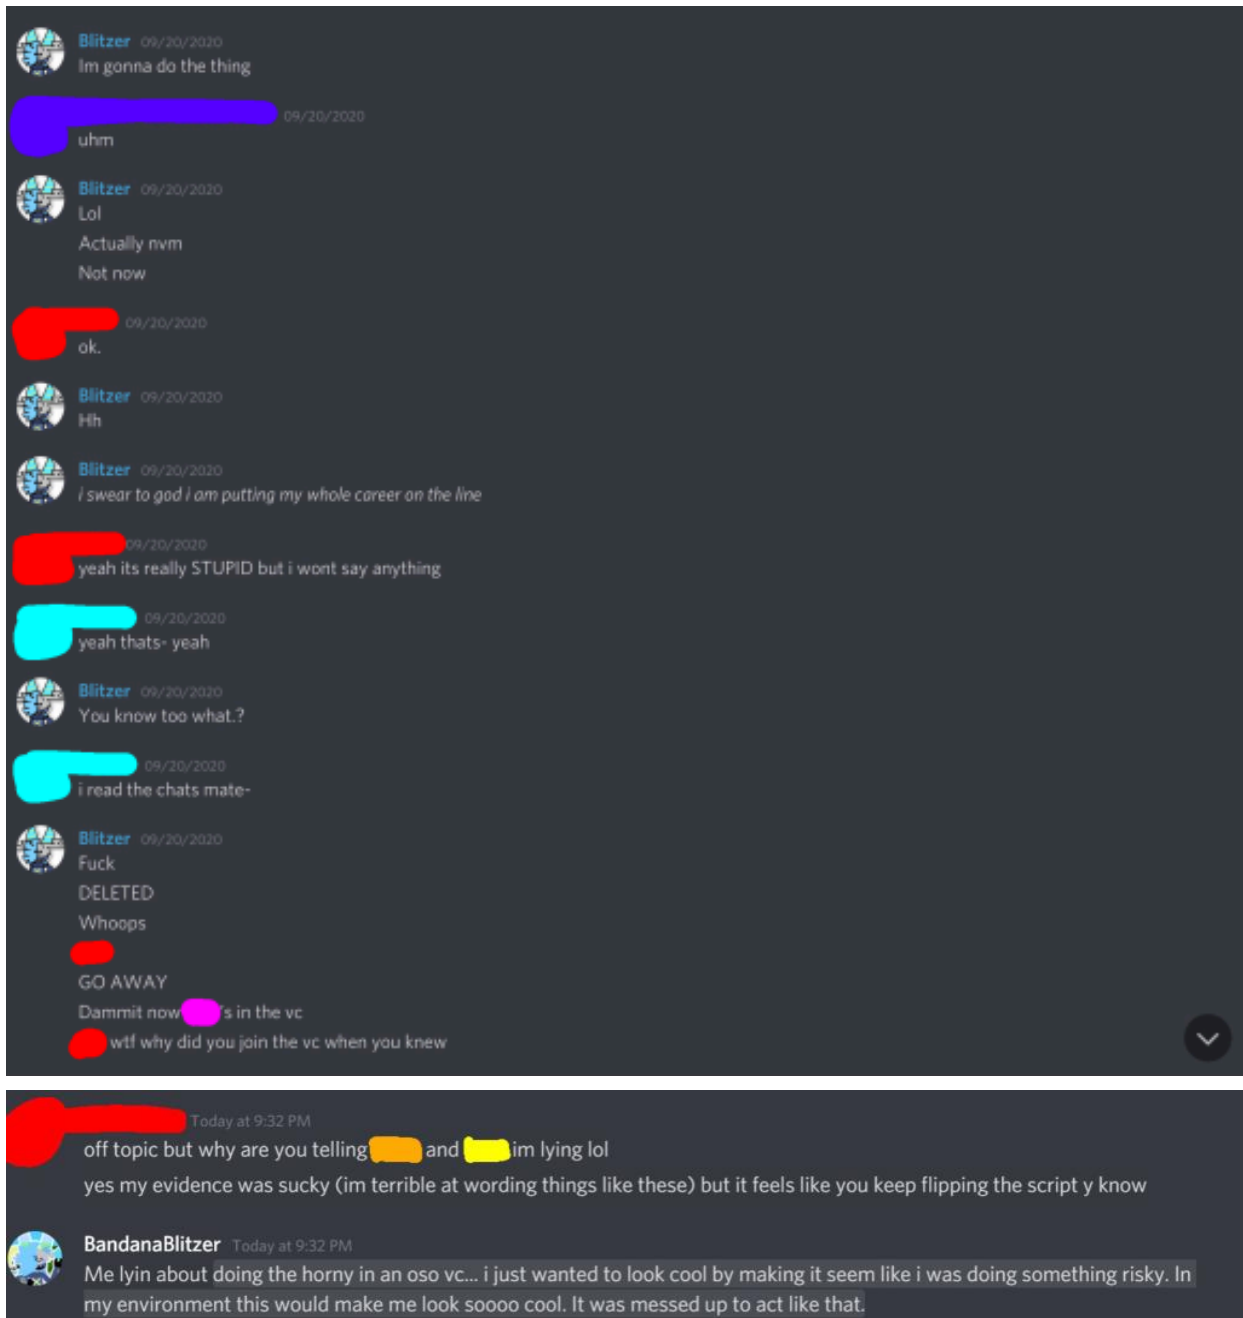 Blitzer 09/20/2020
Im gonna do the thing
09/20/2020
uhm
Blitzer 09/20/2020
Lol
Actually nvm
Not now
09/20/2020
ok.
Blitzer 09/20/2020
Hh
Blitzer 09/20/2020
i swear to god i am putting my whole career on the line
09/20/2020
yeah its really STUPID but i wont say anything
09/20/2020
yeah thats- yeah
Blitzer 09/20/2020
You know too what.?
09/20/2020
i read the chats mate-
Blitzer 09/20/2020
Fuck
DELETED
Whoops
GO AWAY
Dammit now 's in the vc
wtf why did you join the vc when you knew
Today at 9:32 PM
off topic but why are you telling and im lying lol
yes my evidence was sucky (im terrible at wording things like these) but it feels like you keep flipping the script y know
BandanaBlitzer Today at 9:32 PM
Me lyin about doing the horny in an oso vc... i just wanted to look cool by making it seem like i was doing something risky. In
my environment this would make me look soooo cool. It was messed up to act like that.